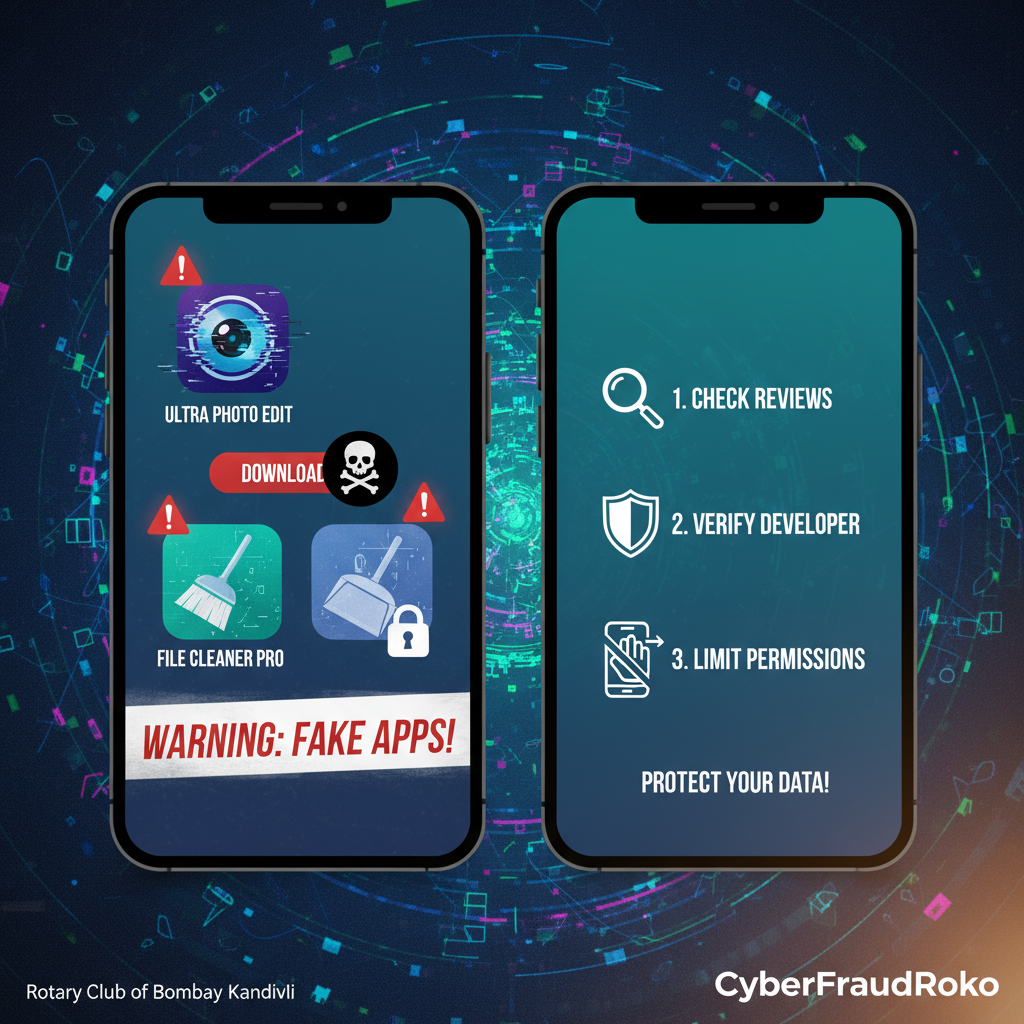 ULTRA PHOTO EDIT
DOWNLOAD
FILE CLEANER PRO
WARNING: FAKE APPS!
1. CHECK REVIEWS
2. VERIFY DEVELOPER
3. LIMIT PERMISSIONS
PROTECT YOUR DATA!
Rotary Club of Bombay Kandivli
CyberFraudRoko